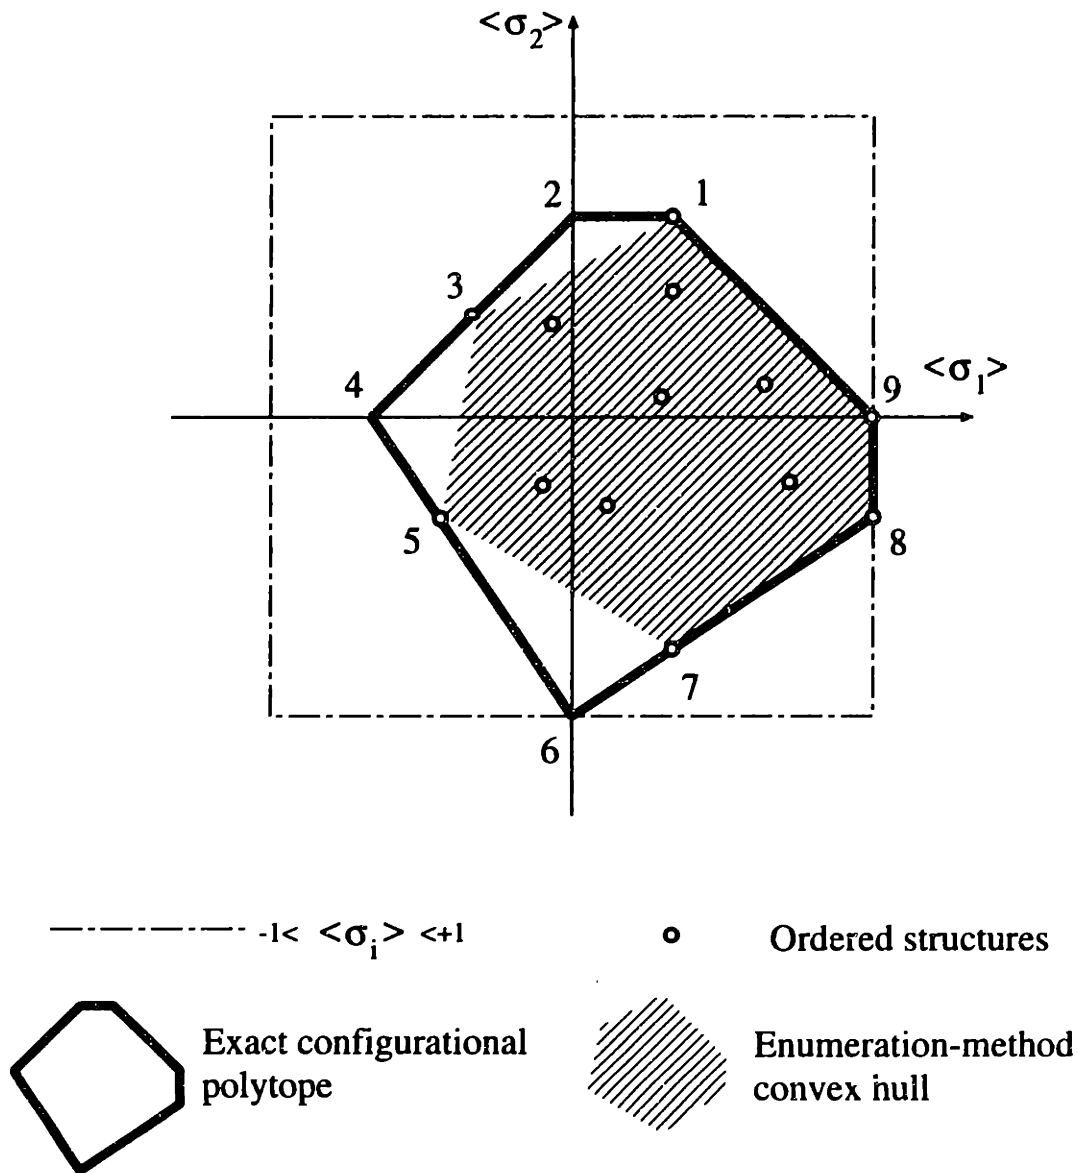 <σ₂>
2
1
3
4
<σ₁>
9
5
8
7
6
-1< <σᵢ> <+1
Ordered structures
Exact configurational
polytope
Enumeration-method
convex hull